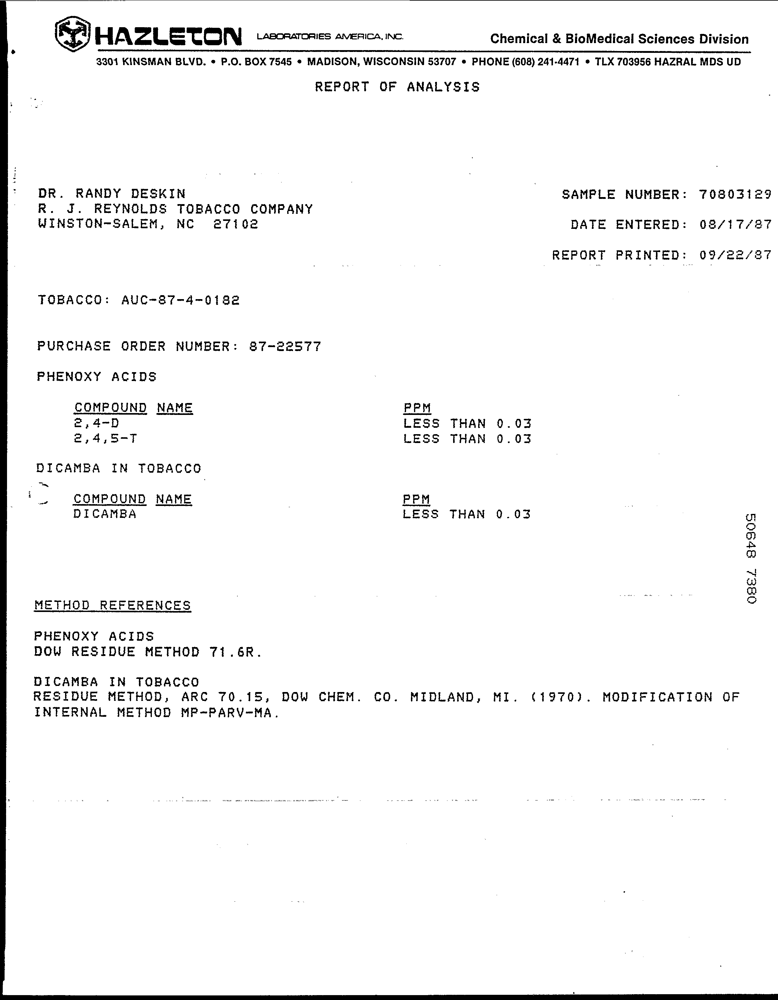 HAZLETON LABORATORIES AMERICA, INC. Chemical & BioMedical Sciences Division
3301 KINSMAN BLVD. • P.O. BOX 7545 • MADISON, WISCONSIN 53707 • PHONE (608) 241-4471 • TLX 703956 HAZRAL MDS UD
REPORT OF ANALYSIS
DR. RANDY DESKIN SAMPLE NUMBER: 70803129
R. J. REYNOLDS TOBACCO COMPANY
WINSTON-SALEM, NC 27102 DATE ENTERED: 08/17/87
REPORT PRINTED: 09/22/87
TOBACCO: AUC-87-4-0182
PURCHASE ORDER NUMBER: 87-22577
PHENOXY ACIDS
COMPOUND NAME PPM
2,4-D LESS THAN 0.03
2,4,5-T LESS THAN 0.03
DICAMBA IN TOBACCO
COMPOUND NAME PPM
DICAMBA LESS THAN 0.03
50648 7380
METHOD REFERENCES
PHENOXY ACIDS
DOW RESIDUE METHOD 71.6R.
DICAMBA IN TOBACCO
RESIDUE METHOD, ARC 70.15, DOW CHEM. CO. MIDLAND, MI. (1970). MODIFICATION OF
INTERNAL METHOD MP-PARV-MA.